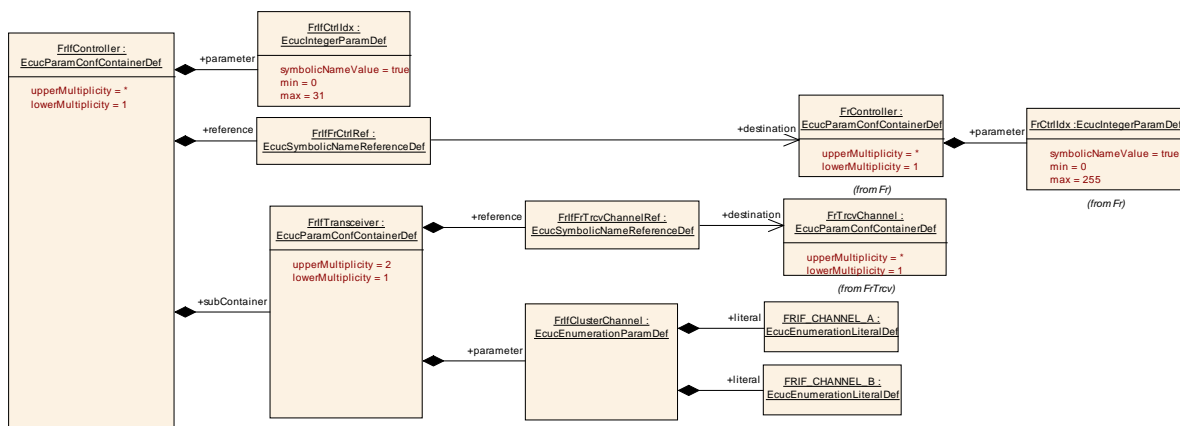 FrIfController :
EcucParamConfContainerDef
upperMultiplicity = *
lowerMultiplicity = 1
+parameter
FrIfCtrlIdx :
EcucIntegerParamDef
symbolicNameValue = true
min = 0
max = 31
+reference
FrIfFrCtrlRef :
EcucSymbolicNameReferenceDef
+destination
FrController :
EcucParamConfContainerDef
upperMultiplicity = *
lowerMultiplicity = 1
(from Fr)
+parameter
FrCtrlIdx :EcucIntegerParamDef
symbolicNameValue = true
min = 0
max = 255
(from Fr)
+subContainer
FrIfTransceiver :
EcucParamConfContainerDef
upperMultiplicity = 2
lowerMultiplicity = 1
+reference
FrIfFrTrcvChannelRef :
EcucSymbolicNameReferenceDef
+destination
FrTrcvChannel :
EcucParamConfContainerDef
upperMultiplicity = *
lowerMultiplicity = 1
(from FrTrcv)
+parameter
FrIfClusterChannel :
EcucEnumerationParamDef
+literal
FRIF_CHANNEL_A :
EcucEnumerationLiteralDef
+literal
FRIF_CHANNEL_B :
EcucEnumerationLiteralDef